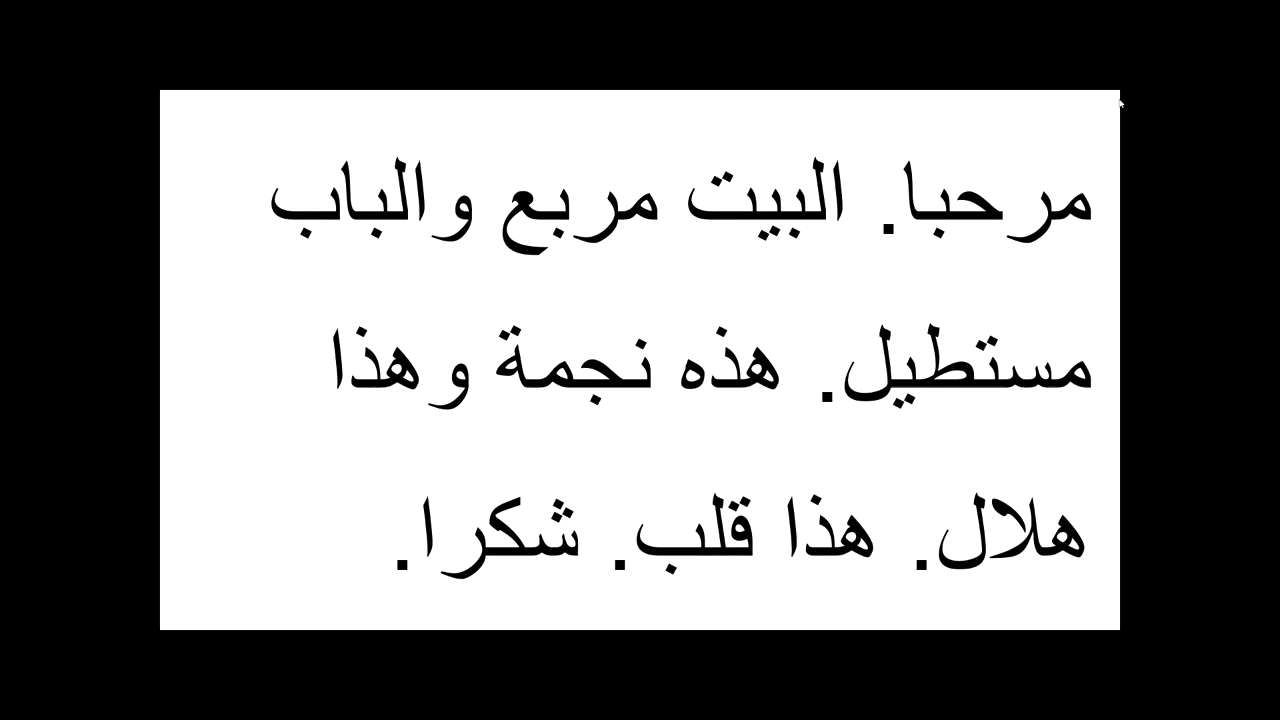 مرحبا. البيت مربع والباب
مستطيل. هذه نجمة وهذا
هلال. هذا قلب. شكرا.